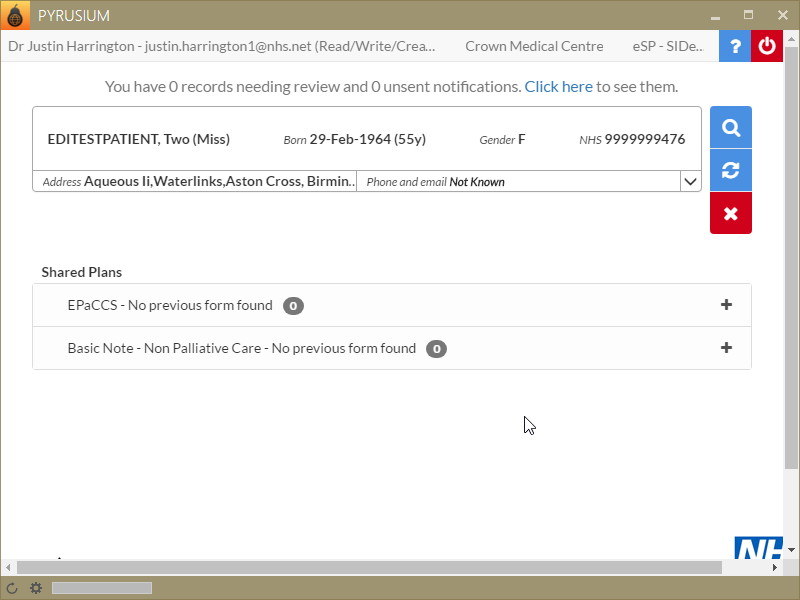 PYRUSIUM
Dr Justin Harrington - justin.harrington1@nhs.net (Read/Write/Crea... Crown Medical Centre eSP - SIDe... ?
You have 0 records needing review and 0 unsent notifications. Click here to see them.
EDITESTPATIENT, Two (Miss) Born 29-Feb-1964 (55y) Gender F NHS 9999999476
Address Aqueous Ii,Waterlinks,Aston Cross, Birmin... Phone and email Not Known
Shared Plans
EPaCCS - No previous form found 0 +
Basic Note - Non Palliative Care - No previous form found 0 +
NH